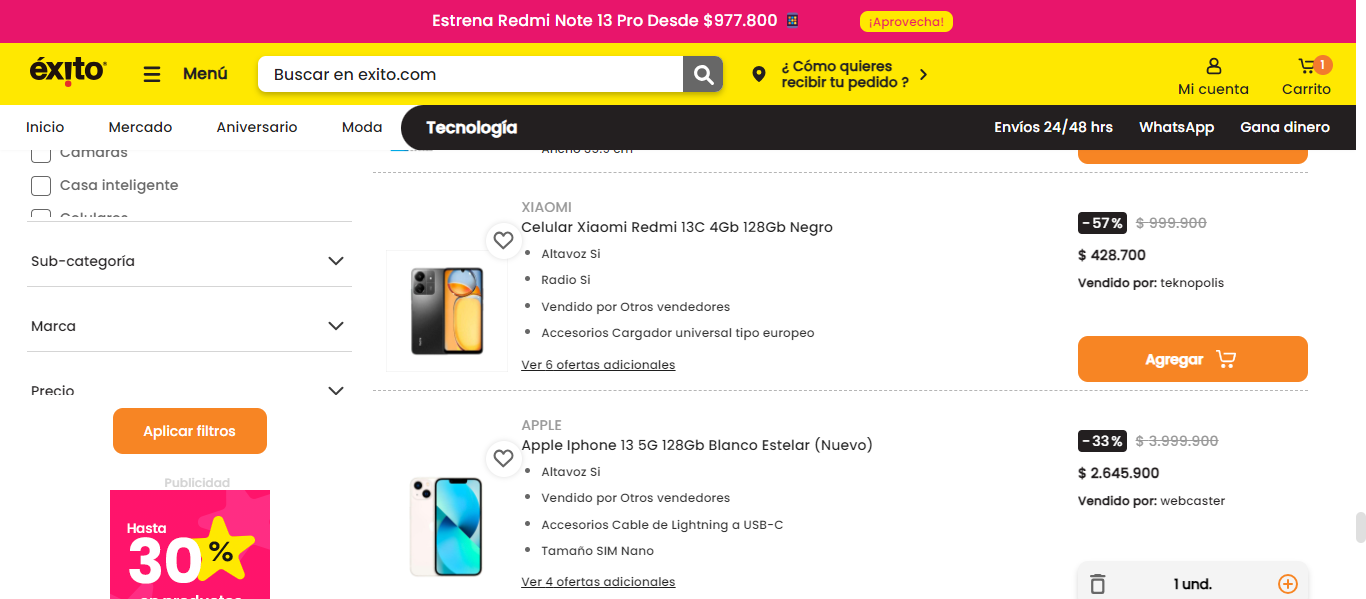 Estrena Redmi Note 13 Pro Desde $977.800
¡Aprovecha!
éxito
Menú
Buscar en exito.com
¿ Cómo quieres
recibir tu pedido ?
Mi cuenta
1
Carrito
Inicio
Mercado
Aniversario
Moda
Tecnología
Envíos 24/48 hrs
WhatsApp
Gana dinero
Cámaras
Casa inteligente
Celulares
Sub-categoría
Marca
Precio
Aplicar filtros
Publicidad
Hasta
30%
en productos
XIAOMI
Celular Xiaomi Redmi 13C 4Gb 128Gb Negro
Altavoz Si
Radio Si
Vendido por Otros vendedores
Accesorios Cargador universal tipo europeo
Ver 6 ofertas adicionales
-57% $ 999.900
$ 428.700
Vendido por: teknopolis
Agregar
APPLE
Apple Iphone 13 5G 128Gb Blanco Estelar (Nuevo)
Altavoz Si
Vendido por Otros vendedores
Accesorios Cable de Lightning a USB-C
Tamaño SIM Nano
Ver 4 ofertas adicionales
-33% $ 3.999.900
$ 2.645.900
Vendido por: webcaster
1 und.